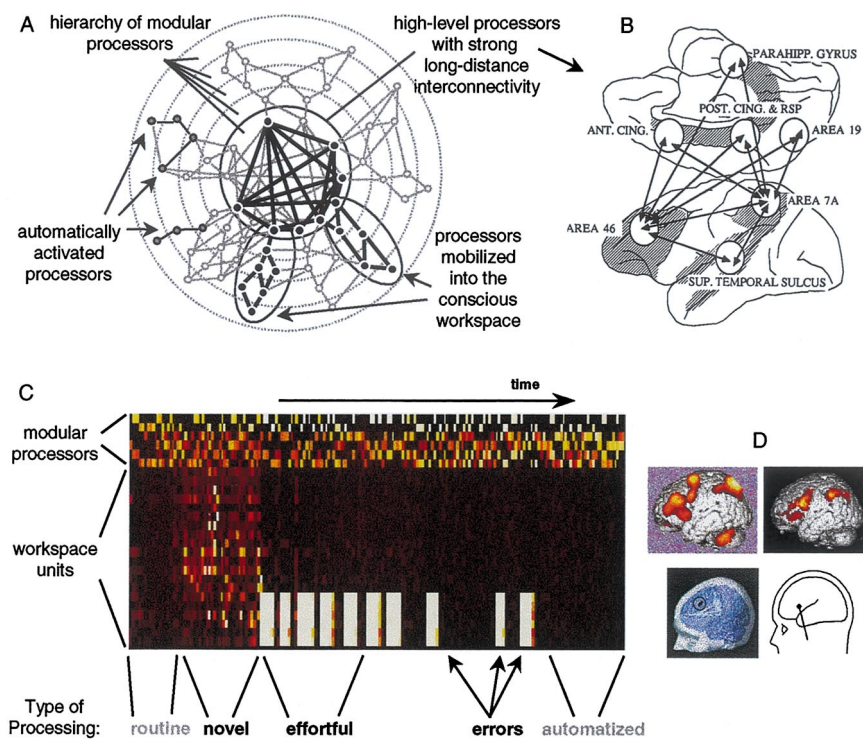 A
hierarchy of modular
processors
high-level processors
with strong
long-distance
interconnectivity
automatically
activated
processors
processors
mobilized
into the
conscious
workspace
B
PARAHIPP. GYRUS
POST. CING. & RSP
ANT. CING.
AREA 19
AREA 46
AREA 7A
SUP. TEMPORAL SULCUS
C
time
modular
processors
workspace
units
Type of
Processing:
routine
novel
effortful
errors
automatized
D